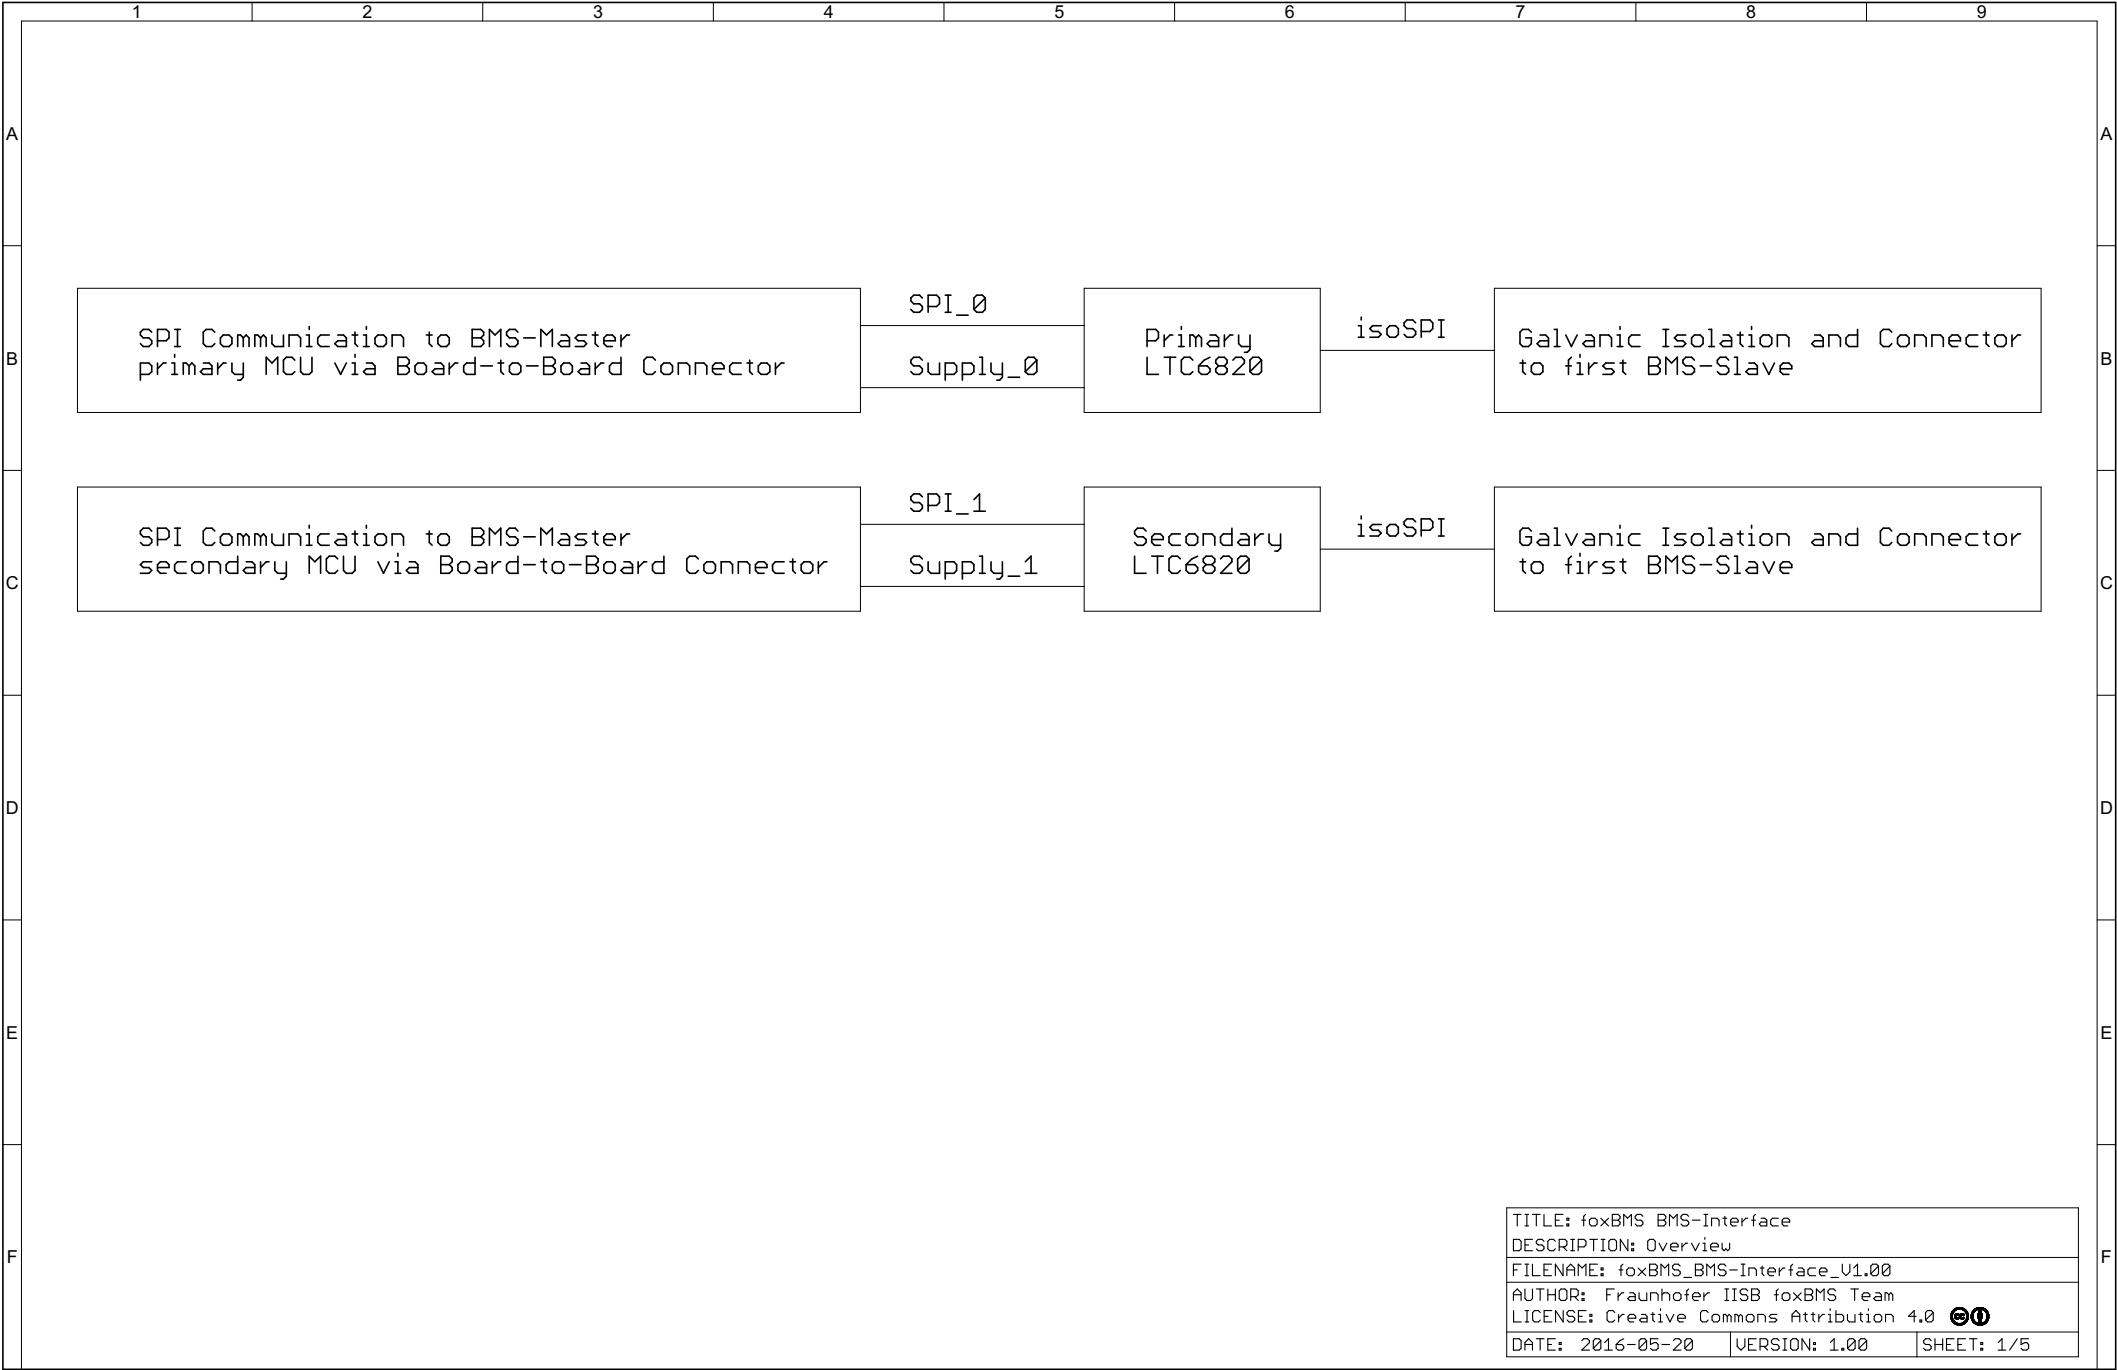 1 2 3 4 5 6 7 8 9
A A
SPI_0
SPI Communication to BMS-Master
primary MCU via Board-to-Board Connector
Supply_0
Primary
LTC6820
isoSPI
Galvanic Isolation and Connector
to first BMS-Slave
B B
SPI_1
SPI Communication to BMS-Master
secondary MCU via Board-to-Board Connector
Supply_1
Secondary
LTC6820
isoSPI
Galvanic Isolation and Connector
to first BMS-Slave
C C
D D
E E
F F
TITLE: foxBMS BMS-Interface
DESCRIPTION: Overview
FILENAME: foxBMS_BMS-Interface_V1.00
AUTHOR: Fraunhofer IISB foxBMS Team
LICENSE: Creative Commons Attribution 4.0 cc
DATE: 2016-05-20 VERSION: 1.00 SHEET: 1/5